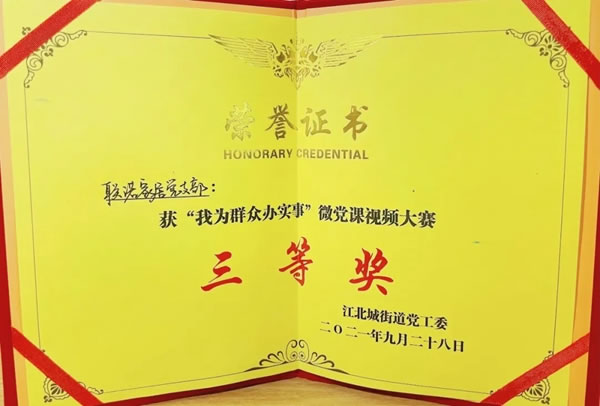 荣誉证书
HONORARY CREDENTIAL
联诺家居党支部：
获“我为群众办实事”微党课视频大赛
三等奖
江北城街道党工委
二〇二一年九月二十八日